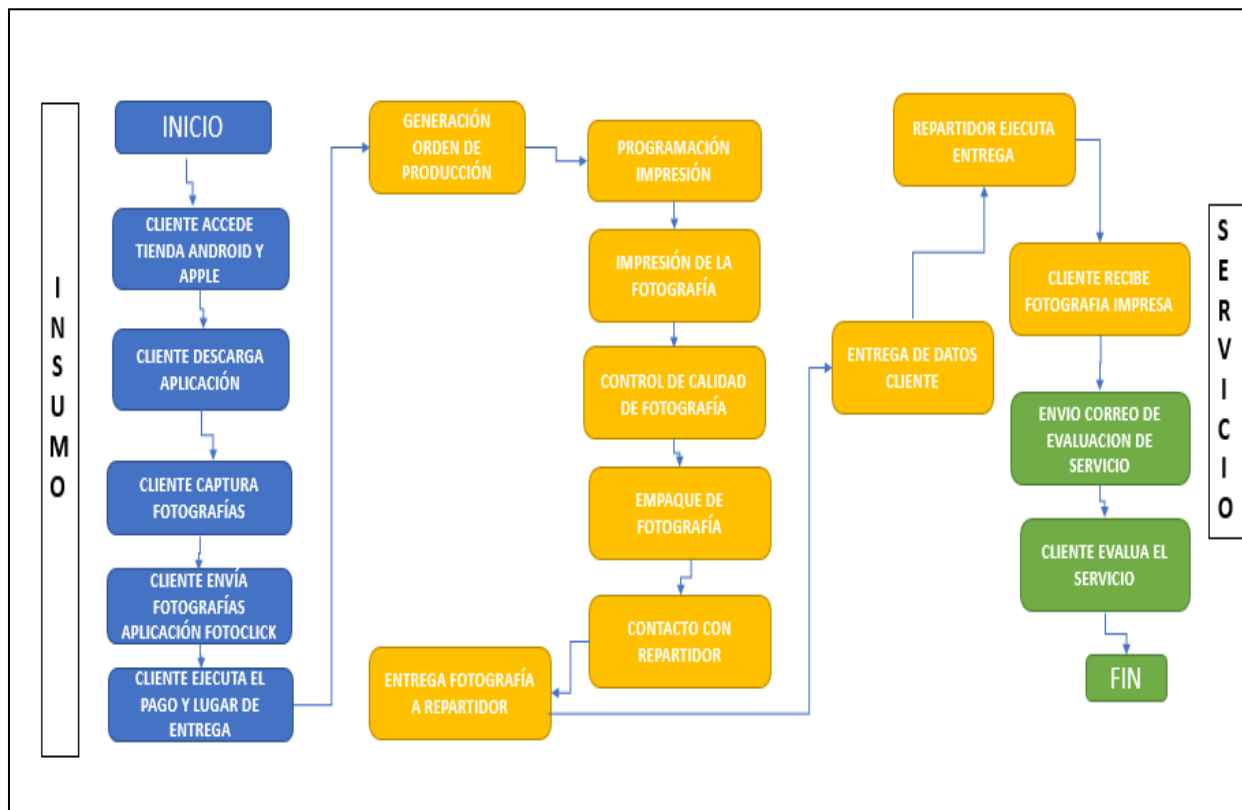 I
N
S
U
M
O
INICIO
CLIENTE ACCEDE
TIENDA ANDROID Y
APPLE
CLIENTE DESCARGA
APLICACIÓN
CLIENTE CAPTURA
FOTOGRAFÍAS
CLIENTE ENVÍA
FOTOGRAFÍAS
APLICACIÓN FOTOCLICK
CLIENTE EJECUTA EL
PAGO Y LUGAR DE
ENTREGA
GENERACIÓN
ORDEN DE
PRODUCCIÓN
PROGRAMACIÓN
IMPRESIÓN
IMPRESIÓN DE LA
FOTOGRAFÍA
CONTROL DE CALIDAD
DE FOTOGRAFÍA
EMPAQUE DE
FOTOGRAFÍA
CONTACTO CON
REPARTIDOR
ENTREGA FOTOGRAFÍA
A REPARTIDOR
ENTREGA DE DATOS
CLIENTE
REPARTIDOR EJECUTA
ENTREGA
CLIENTE RECIBE
FOTOGRAFIA IMPRESA
ENVIO CORREO DE
EVALUACION DE
SERVICIO
CLIENTE EVALUA EL
SERVICIO
FIN
S
E
R
V
I
C
I
O